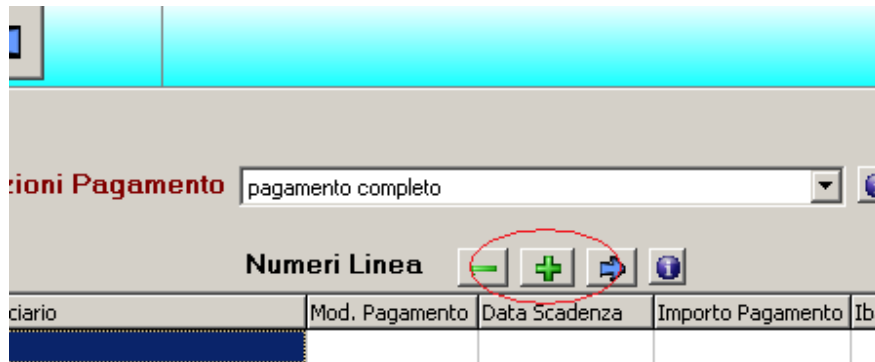 zioni Pagamento pagamento completo
Numeri Linea
ciario Mod. Pagamento Data Scadenza Importo Pagamento Ib